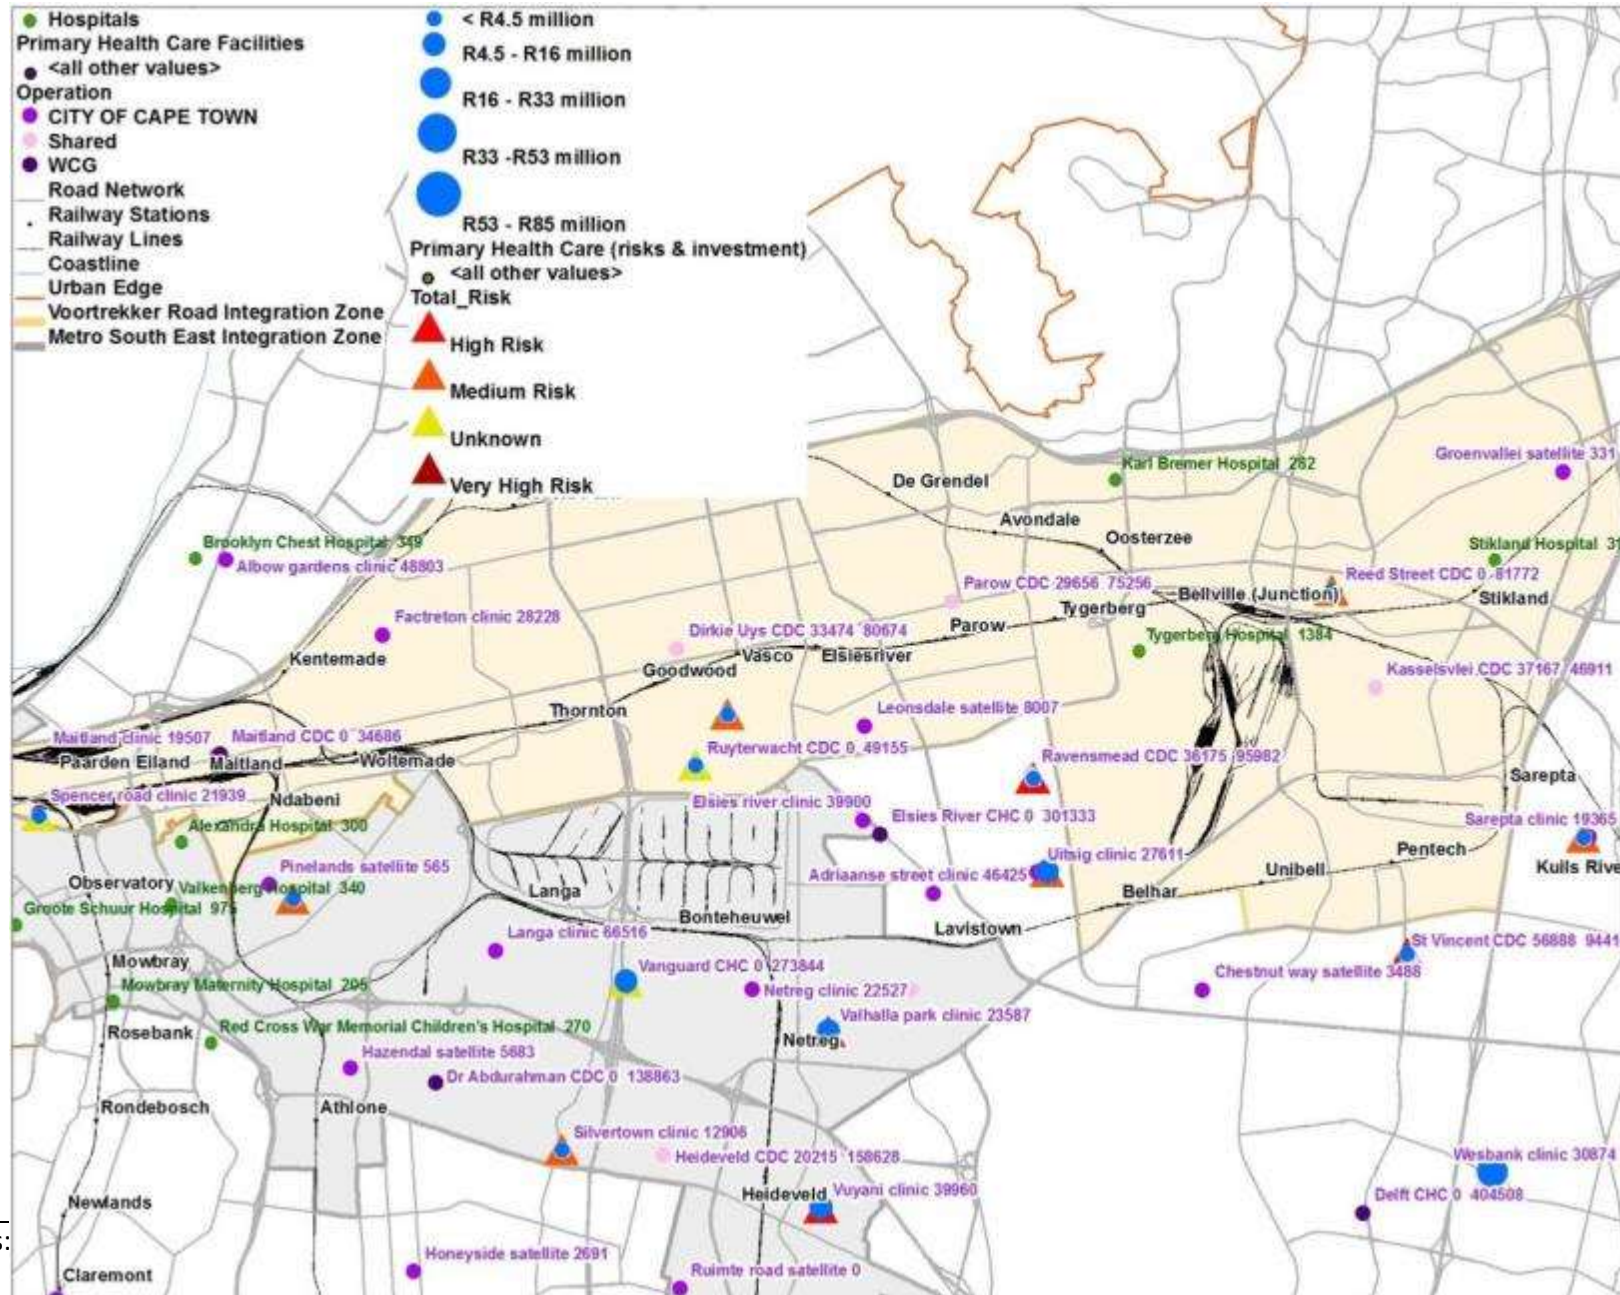 Hospitals
Primary Health Care Facilities
<all other values>
Operation
CITY OF CAPE TOWN
Shared
WCG
Road Network
Railway Stations
Railway Lines
Coastline
Urban Edge
Voortrekker Road Integration Zone
Metro South East Integration Zone
< R4.5 million
R4.5 - R16 million
R16 - R33 million
R33 -R53 million
R53 - R85 million
Primary Health Care (risks & investment)
<all other values>
Total_Risk
High Risk
Medium Risk
Unknown
Very High Risk
De Grendel
Karl Bremer Hospital 282
Groenvallei satellite 331
Avondale
Oosterzee
Brooklyn Chest Hospital 349
Albow gardens clinic 48803
Stikland Hospital 31
Parow CDC 29656 75256
Reed Street CDC 0 81772
Bellville (Junction)
Stikland
Tygerberg
Factreton clinic 28228
Dirkie Uys CDC 33474 80674
Parow
Tygerberg Hospital 1384
Kentemade
Goodwood
Vasco
Elsiesriver
Kasselsvlei CDC 37167 46911
Thornton
Leonsdale satellite 8007
Maitland clinic 19507
Maitland CDC 0 34686
Ruyterwacht CDC 0 49155
Ravensmead CDC 36175 95982
Paarden Eiland
Maitland
Woltemade
Sarepta
Spencer road clinic 21939
Ndabeni
Elsies river clinic 39900
Elsies River CHC 0 301333
Sarepta clinic 19365
Alexandra Hospital 300
Uitsig clinic 27611
Pentech
Pinelands satellite 565
Adriaanse street clinic 46425
Unibell
Kuils Rive
Observatory
Valkenberg Hospital 340
Langa
Belhar
Groote Schuur Hospital 975
Bonteheuwel
Lavistown
Langa clinic 66516
St Vincent CDC 56888 9441
Mowbray
Vanguard CHC 0 273844
Chestnut way satellite 3488
Mowbray Maternity Hospital 205
Netreg clinic 22527
Valhalla park clinic 23587
Rosebank
Red Cross War Memorial Children's Hospital 270
Netreg
Hazendal satellite 5683
Dr Abdurahman CDC 0 138863
Rondebosch
Athlone
Silvertown clinic 12906
Heideveld CDC 20215 158628
Wesbank clinic 30874
Newlands
Heideveld
Vuyani clinic 39960
Delft CHC 0 404508
s:
Honeyside satellite 2691
Ruimte road satellite 0
Claremont